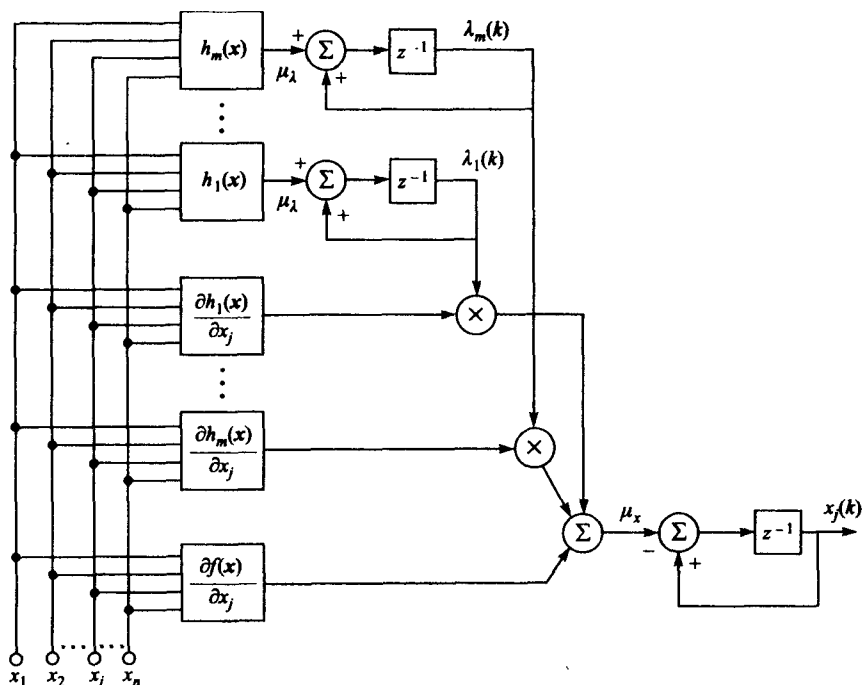 h_m(x) + μ_λ Σ + z^-1 λ_m(k)
h_1(x) + μ_λ Σ + z^-1 λ_1(k)
∂h_1(x)/∂x_j ×
∂h_m(x)/∂x_j ×
Σ μ_x − Σ + z^-1 x_j(k)
∂f(x)/∂x_j
x_1 x_2 x_j x_n